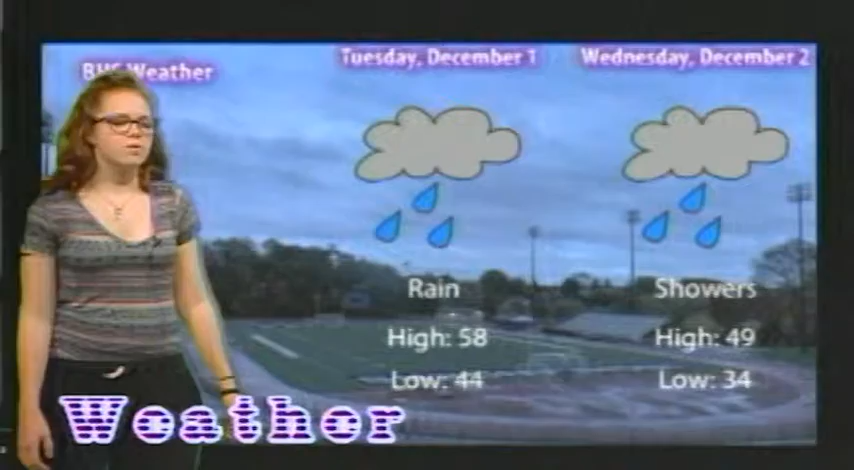 BHS Weather
Tuesday, December 1
Wednesday, December 2
Rain
High: 58
Low: 44
Showers
High: 49
Low: 34
Weather